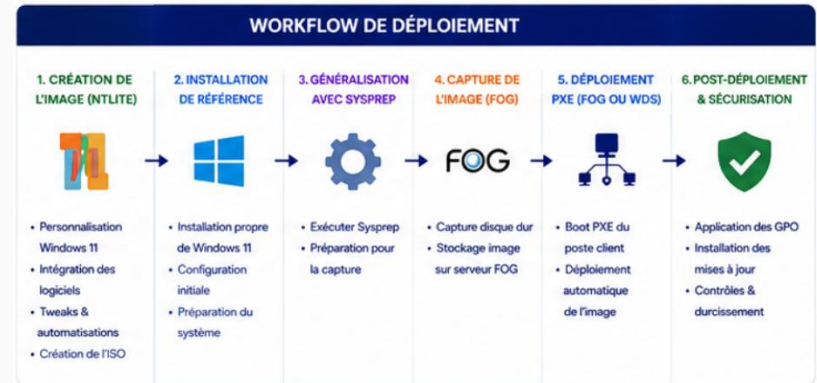 WORKFLOW DE DÉPLOIEMENT
1. CRÉATION DE
L'IMAGE (NTLITE)
• Personnalisation
Windows 11
• Intégration des
logiciels
• Tweaks &
automatisations
• Création de l'ISO
2. INSTALLATION
DE RÉFÉRENCE
• Installation propre
de Windows 11
• Configuration
initiale
• Préparation du
système
3. GÉNÉRALISATION
AVEC SYSPREP
• Exécuter Sysprep
• Préparation pour
la capture
4. CAPTURE DE
L'IMAGE (FOG)
FOG
• Capture disque dur
• Stockage image
sur serveur FOG
5. DÉPLOIEMENT
PXE (FOG OU WDS)
• Boot PXE du
poste client
• Déploiement
automatique
de l'image
6. POST-DÉPLOIEMENT
& SÉCURISATION
• Application des GPO
• Installation des
mises à jour
• Contrôles &
durcissement